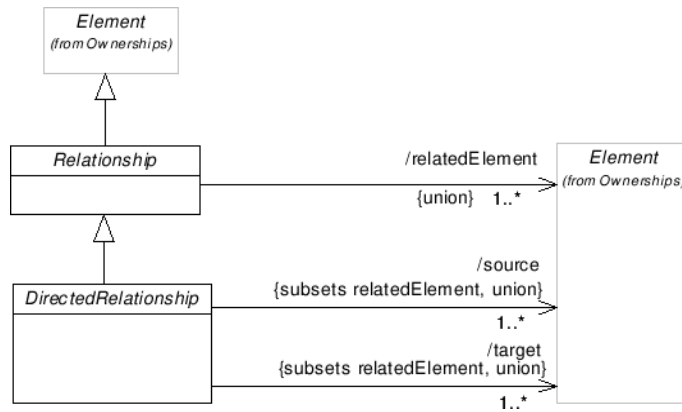 Element
(from Ownerships)
Relationship
/relatedElement
{union} 1..*
Element
(from Ownerships)
DirectedRelationship
/source
{subsets relatedElement, union}
1..*
/target
{subsets relatedElement, union}
1..*